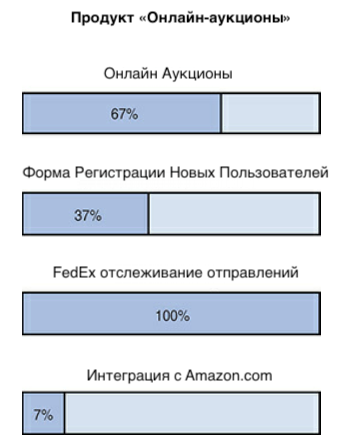 Продукт «Онлайн-аукционы»
Онлайн Аукционы
67%
Форма Регистрации Новых Пользователей
37%
FedEx отслеживание отправлений
100%
Интеграция с Amazon.com
7%